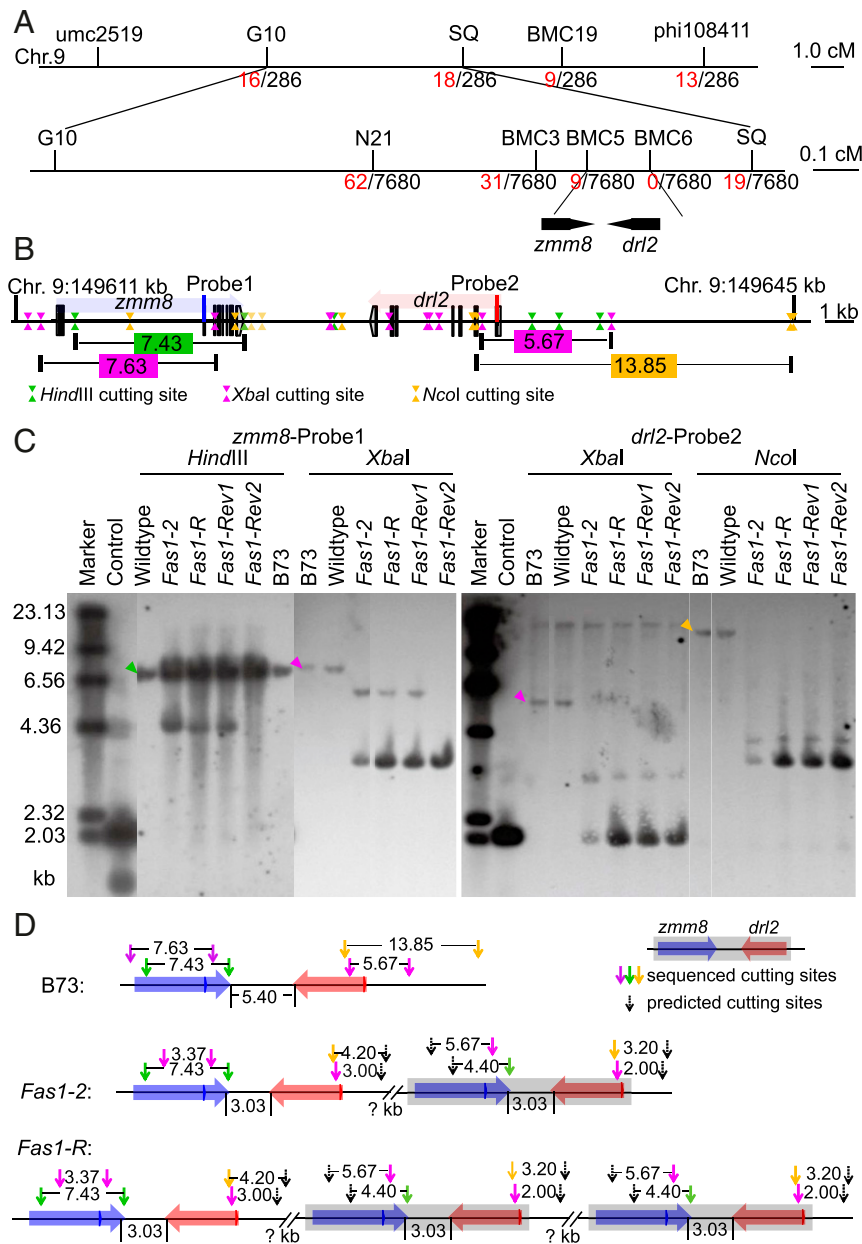 A
umc2519 G10 SQ BMC19 phi108411
Chr.9 1.0 cM
16/286 18/286 9/286 13/286
G10 N21 BMC3 BMC5 BMC6 SQ
0.1 cM
62/7680 31/7680 9/7680 0/7680 19/7680
zmm8 drl2
B
Chr. 9:149611 kb Probe1 Probe2 Chr. 9:149645 kb
zmm8 drl2
1 kb
7.43 5.67
7.63 13.85
HindIII cutting site XbaI cutting site NcoI cutting site
C
zmm8-Probe1 drl2-Probe2
HindIII XbaI XbaI NcoI
Marker Control Wildtype Fas1-2 Fas1-R Fas1-Rev1 Fas1-Rev2 B73 B73 Wildtype Fas1-2 Fas1-R Fas1-Rev1 Fas1-Rev2 Marker Control B73 Wildtype Fas1-2 Fas1-R Fas1-Rev1 Fas1-Rev2 B73 Wildtype Fas1-2 Fas1-R Fas1-Rev1 Fas1-Rev2
23.13
9.42
6.56
4.36
2.32
2.03
kb
D
zmm8 drl2
sequenced cutting sites
predicted cutting sites
7.63 13.85
7.43 5.67
B73:
5.40
3.37 4.20 5.67 3.20
7.43 3.00 4.40 2.00
Fas1-2:
3.03 ? kb 3.03
Fas1-R:
3.37 4.20 5.67 3.20 5.67 3.20
7.43 3.00 4.40 2.00 4.40 2.00
3.03 ? kb 3.03 ? kb 3.03